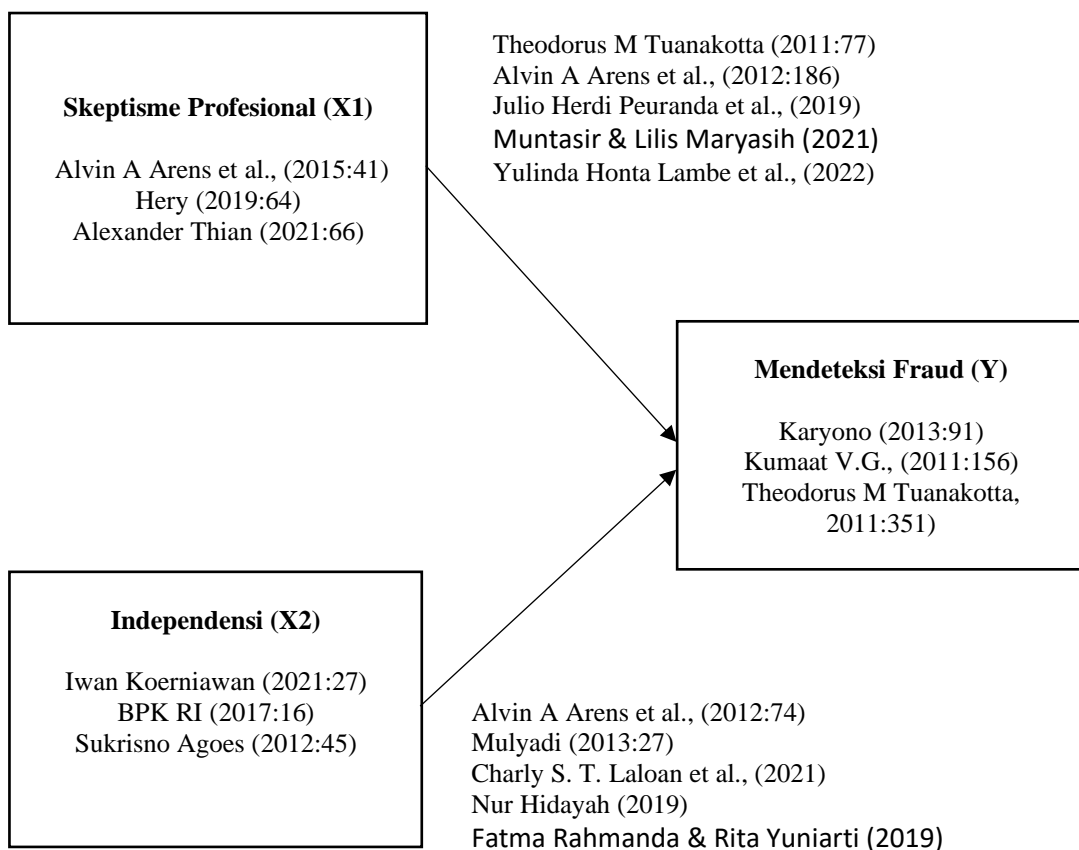 Theodorus M Tuanakotta (2011:77)
Alvin A Arens et al., (2012:186)
Julio Herdi Peuranda et al., (2019)
Muntasir & Lilis Maryasih (2021)
Yulinda Honta Lambe et al., (2022)
Skeptisme Profesional (X1)
Alvin A Arens et al., (2015:41)
Hery (2019:64)
Alexander Thian (2021:66)
Mendeteksi Fraud (Y)
Karyono (2013:91)
Kumaat V.G., (2011:156)
Theodorus M Tuanakotta,
2011:351)
Independensi (X2)
Iwan Koerniawan (2021:27)
BPK RI (2017:16)
Sukrisno Agoes (2012:45)
Alvin A Arens et al., (2012:74)
Mulyadi (2013:27)
Charly S. T. Laloan et al., (2021)
Nur Hidayah (2019)
Fatma Rahmanda & Rita Yuniarti (2019)